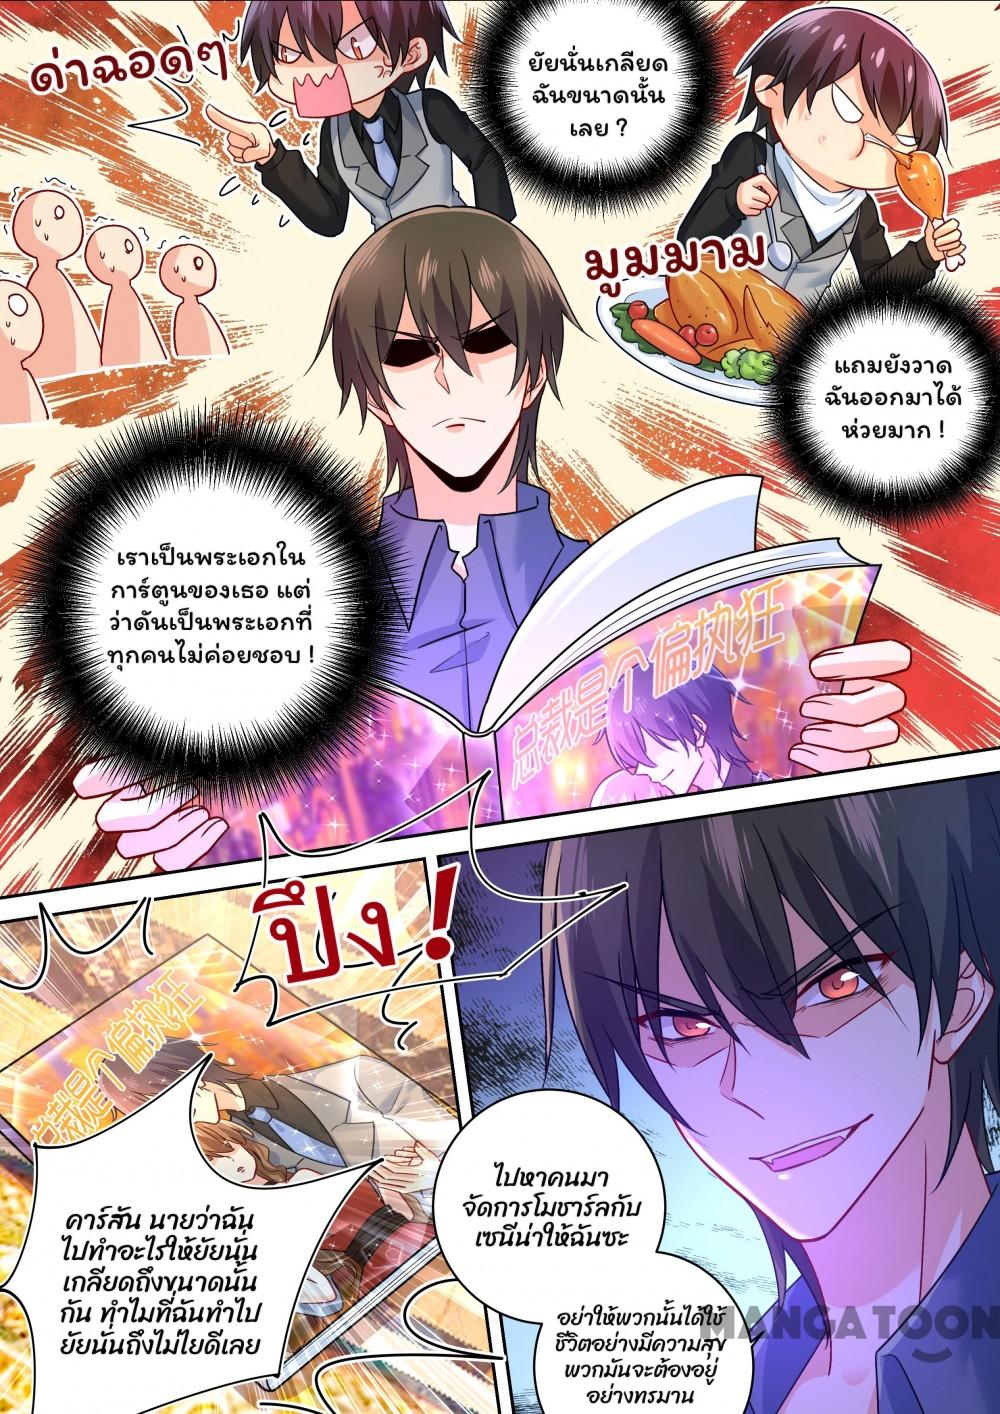 ด่าฉอดๆ
ยัยนั่นเกลียด
ฉันขนาดนั้น
เลย ?
มูมมาม
แถมยังวาด
ฉันออกมาได้
ห่วยมาก !
เราเป็นพระเอกใน
การ์ตูนของเธอ แต่
ว่าดันเป็นพระเอกที่
ทุกคนไม่ค่อยชอบ !
总裁是个偏执狂
ปึง !
总裁是个偏执狂
คาร์สัน นายว่าฉัน
ไปทำอะไรให้ยัยนั่น
เกลียดถึงขนาดนั้น
กัน ทำไมที่ฉันทำไป
ยัยนั่นถึงไม่ไยดีเลย
ไปหาคนมา
จัดการโมชาร์ลกับ
เซนีน่าให้ฉันซะ
อย่าให้พวกนั้นได้ใช้
ชีวิตอย่างมีความสุข
พวกมันจะต้องอยู่
อย่างทรมาน
MANGATOON